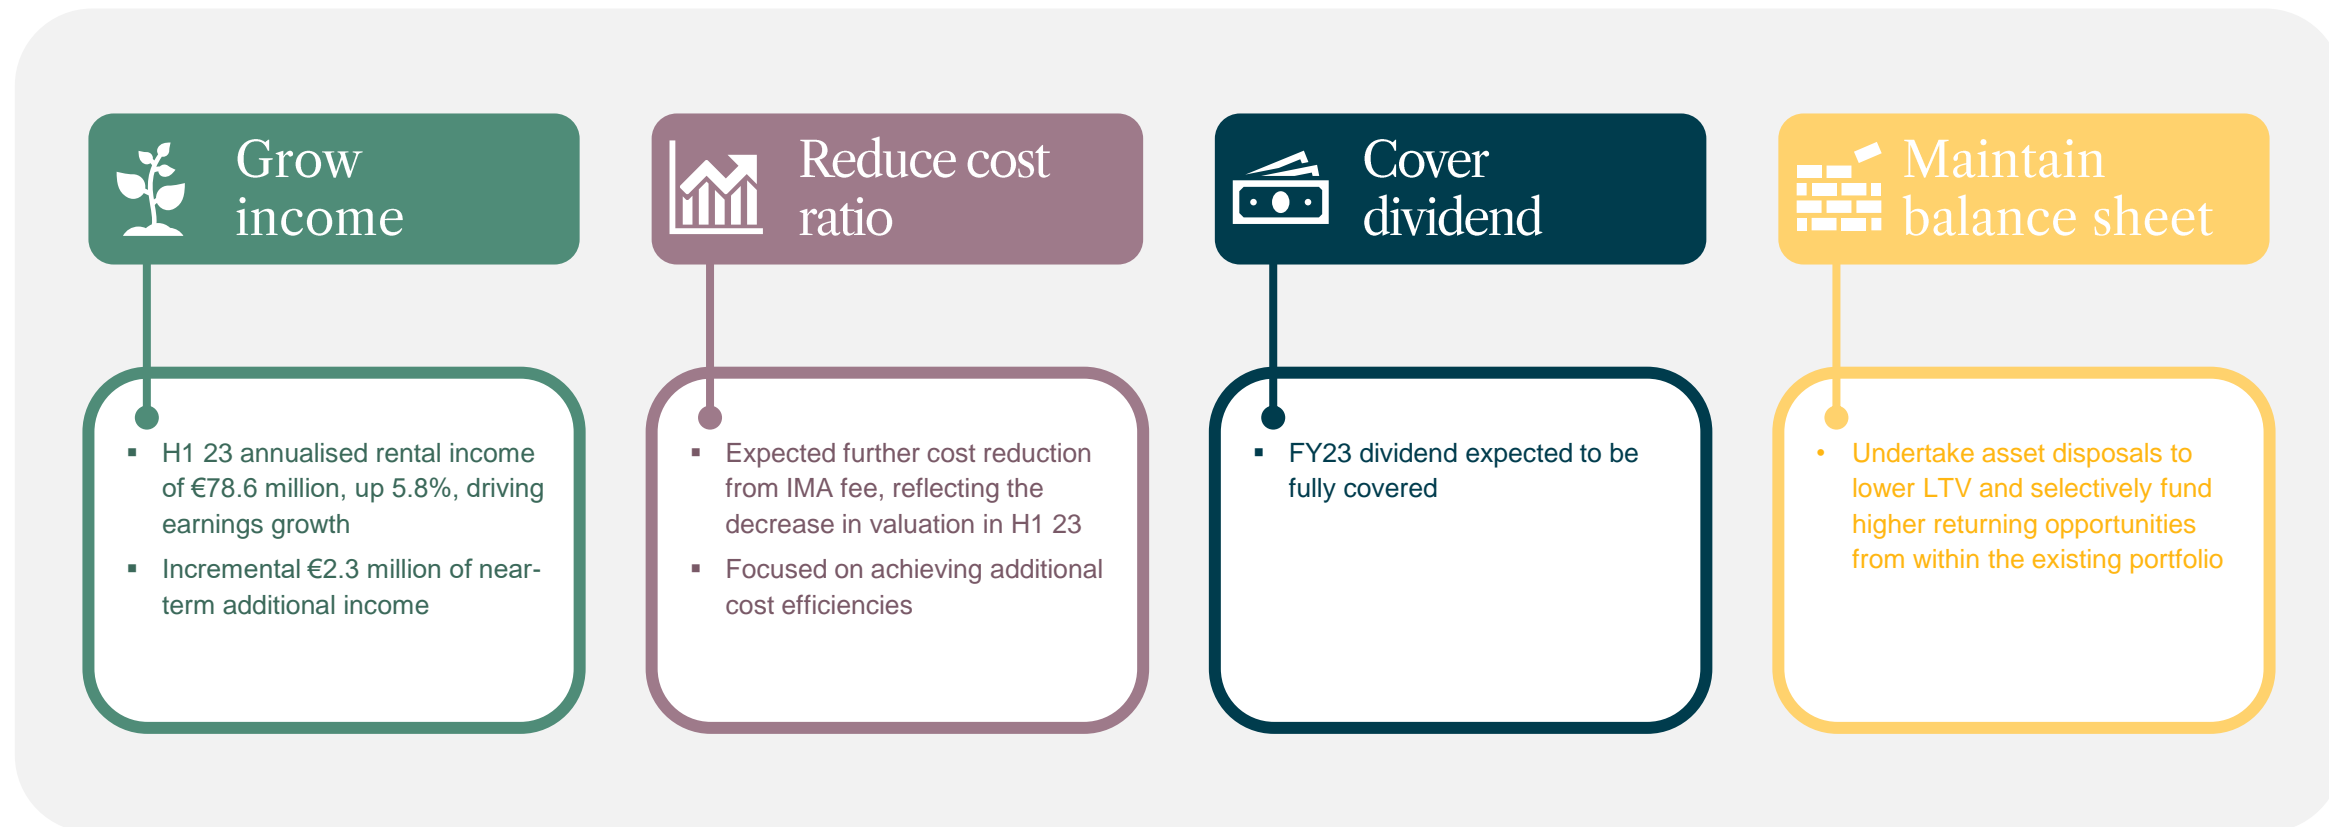 Grow
income
▪ H1 23 annualised rental income
of €78.6 million, up 5.8%, driving
earnings growth
▪ Incremental €2.3 million of near-
term additional income
Reduce cost
ratio
▪ Expected further cost reduction
from IMA fee, reflecting the
decrease in valuation in H1 23
▪ Focused on achieving additional
cost efficiencies
Cover
dividend
▪ FY23 dividend expected to be
fully covered
Maintain
balance sheet
• Undertake asset disposals to
lower LTV and selectively fund
higher returning opportunities
from within the existing portfolio